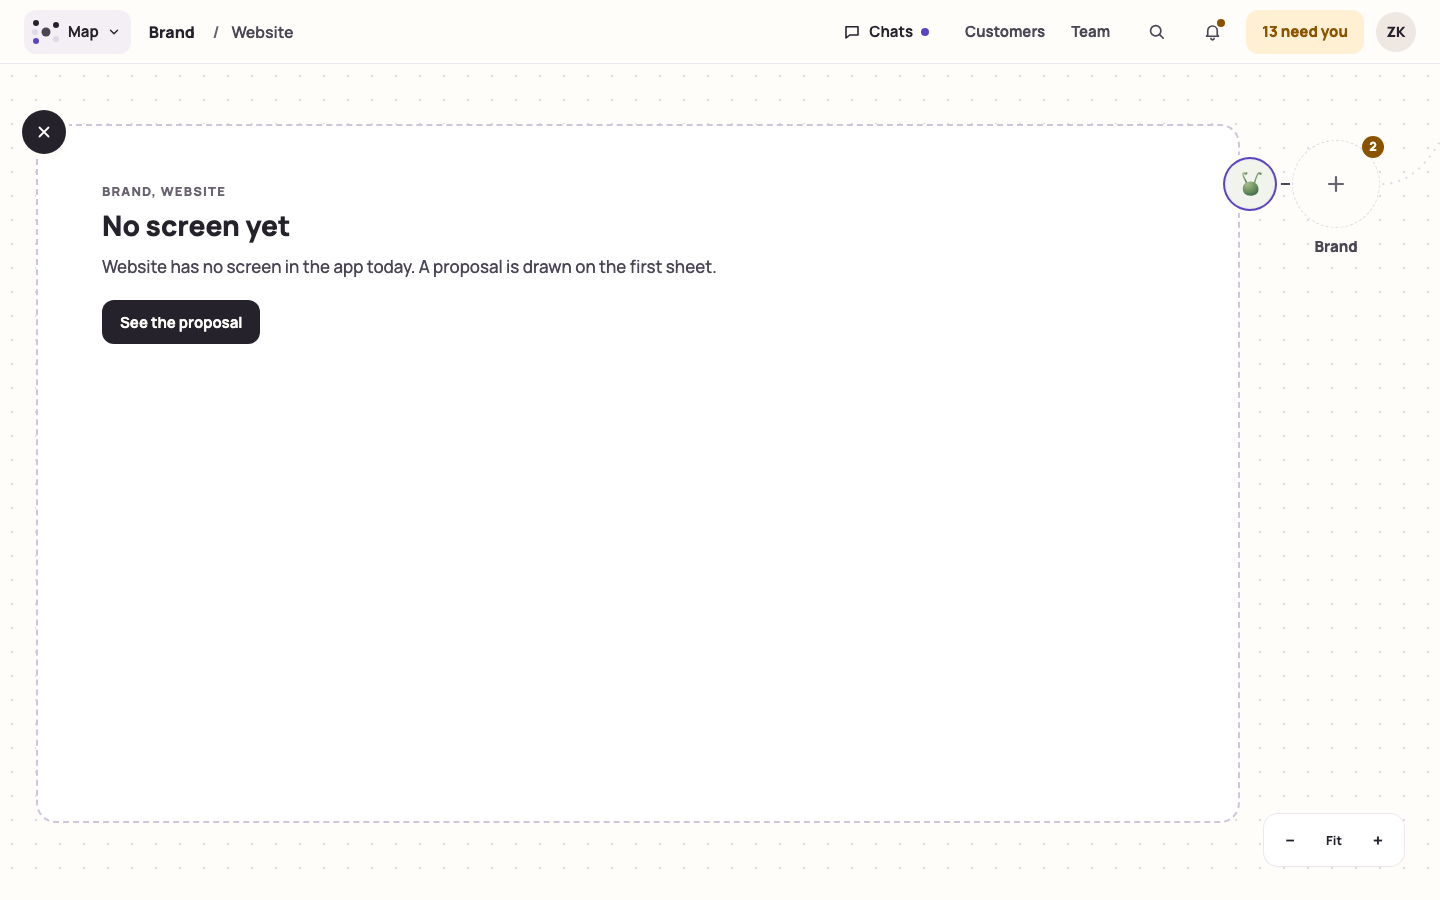 Map
Brand / Website
Chats
Customers
Team
13 need you
ZK
BRAND, WEBSITE
No screen yet
Website has no screen in the app today. A proposal is drawn on the first sheet.
See the proposal
2
Brand
Fit